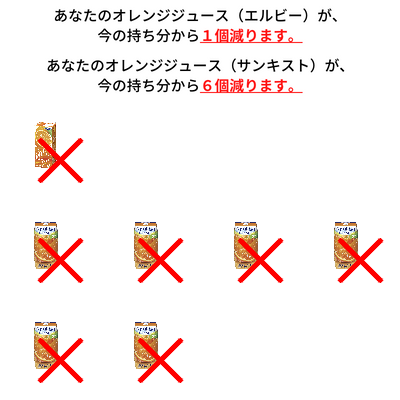 あなたのオレンジジュース（エルビー）が、
今の持ち分から１個減ります。
あなたのオレンジジュース（サンキスト）が、
今の持ち分から６個減ります。